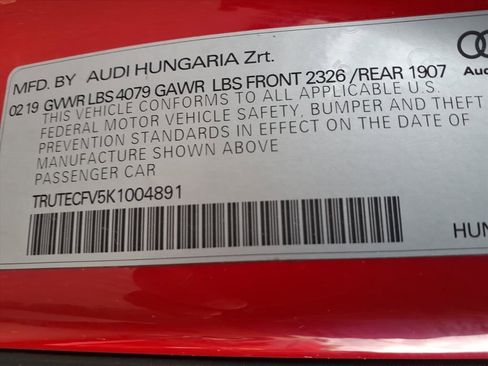 MFD. BY AUDI HUNGARIA Zrt.
02 19 GVWR LBS 4079 GAWR LBS FRONT 2326 /REAR 1907
THIS VEHICLE CONFORMS TO ALL APPLICABLE U.S.
FEDERAL MOTOR VEHICLE SAFETY, BUMPER AND THEFT
PREVENTION STANDARDS IN EFFECT ON THE DATE OF
MANUFACTURE SHOWN ABOVE
PASSENGER CAR
TRUTECFV5K1004891
Aud
HUN